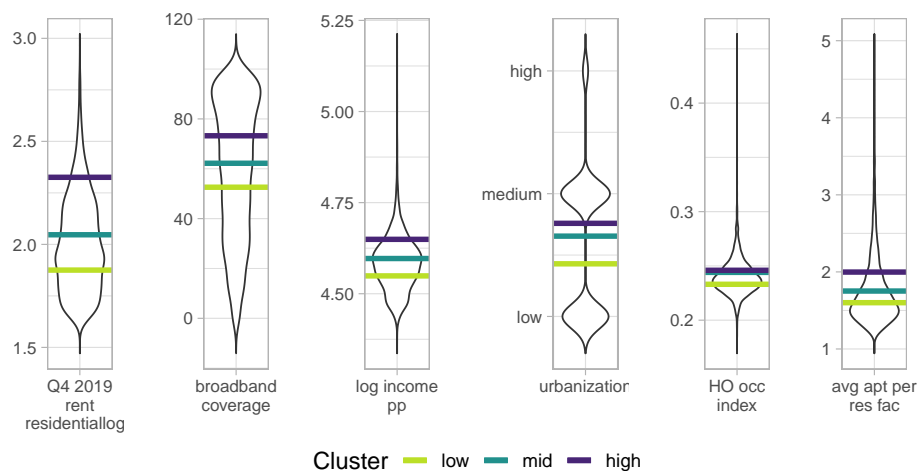 3.0
2.5
2.0
1.5
Q4 2019
rent
residentiallog
120
80
40
0
broadband
coverage
5.25
5.00
4.75
4.50
log income
pp
high
medium
low
urbanization
0.4
0.3
0.2
HO occ
index
5
4
3
2
1
avg apt per
res fac
Cluster low mid high